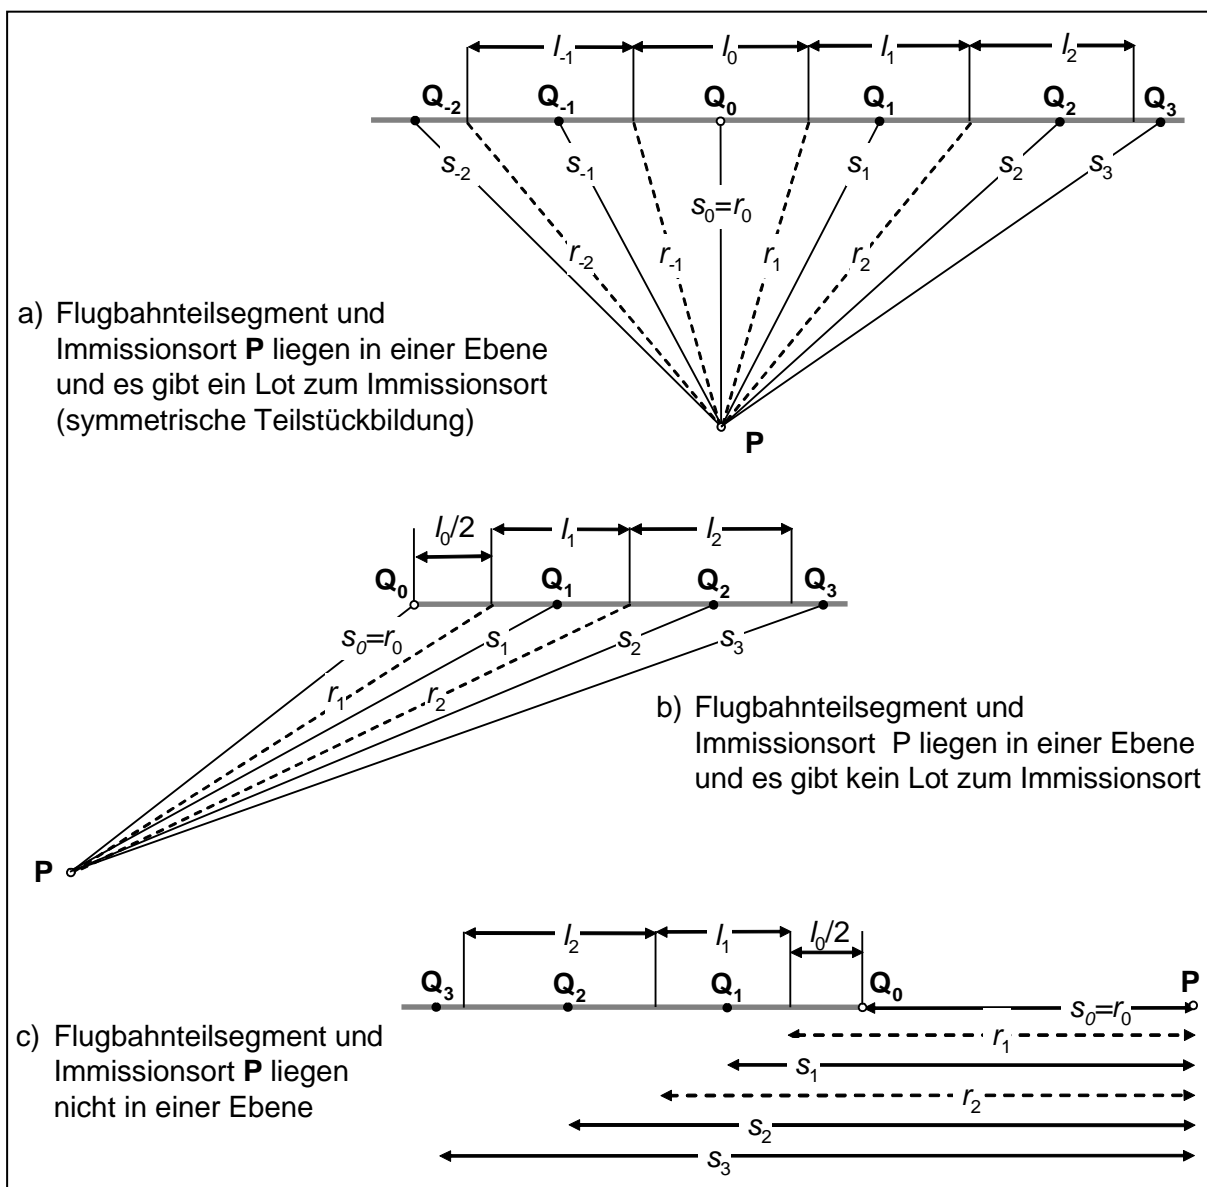 l-1 l0 l1 l2
Q-2 Q-1 Q0 Q1 Q2 Q3
s-2 s-1 s1 s2 s3
s0=r0
r-2 r-1 r1 r2
a) Flugbahnteilsegment und
Immissionsort P liegen in einer Ebene
und es gibt ein Lot zum Immissionsort
(symmetrische Teilstückbildung)
P
l0/2 l1 l2
Q0 Q1 Q2 Q3
s0=r0 s1 s2 s3
r1 r2
b) Flugbahnteilsegment und
Immissionsort P liegen in einer Ebene
und es gibt kein Lot zum Immissionsort
P
l2 l1 l0/2
Q3 Q2 Q1 Q0 P
s0=r0
c) Flugbahnteilsegment und
Immissionsort P liegen
nicht in einer Ebene
r1
s1
r2
s2
s3